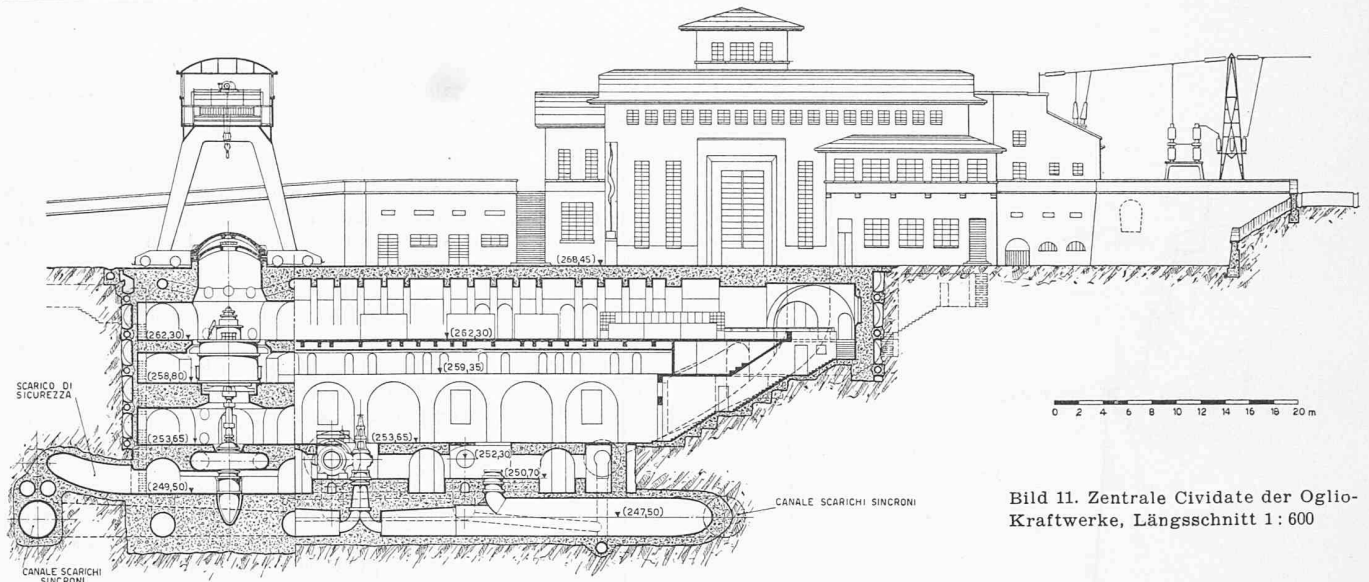 (268,45)
(262,30)
(262,30)
(259,35)
(258,80)
SCARICO DI
SICUREZZA
(253,65)
(253,65)
(252,30)
(250,70)
(249,50)
(247,50)
CANALE SCARICHI SINCRONI
CANALE SCARICHI
SINCRONI
0 2 4 6 8 10 12 14 16 18 20 m
Bild 11. Zentrale Cividate der Oglio-
Kraftwerke, Längsschnitt 1 : 600